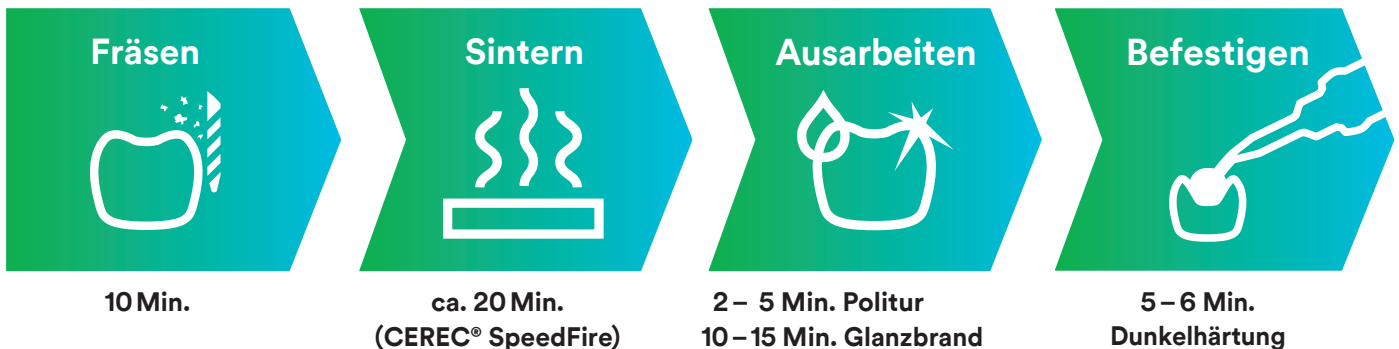 Fräsen
Sintern
Ausarbeiten
Befestigen
10 Min.
ca. 20 Min.
(CEREC® SpeedFire)
2 – 5 Min. Politur
10 – 15 Min. Glanzbrand
5 – 6 Min.
Dunkelhärtung